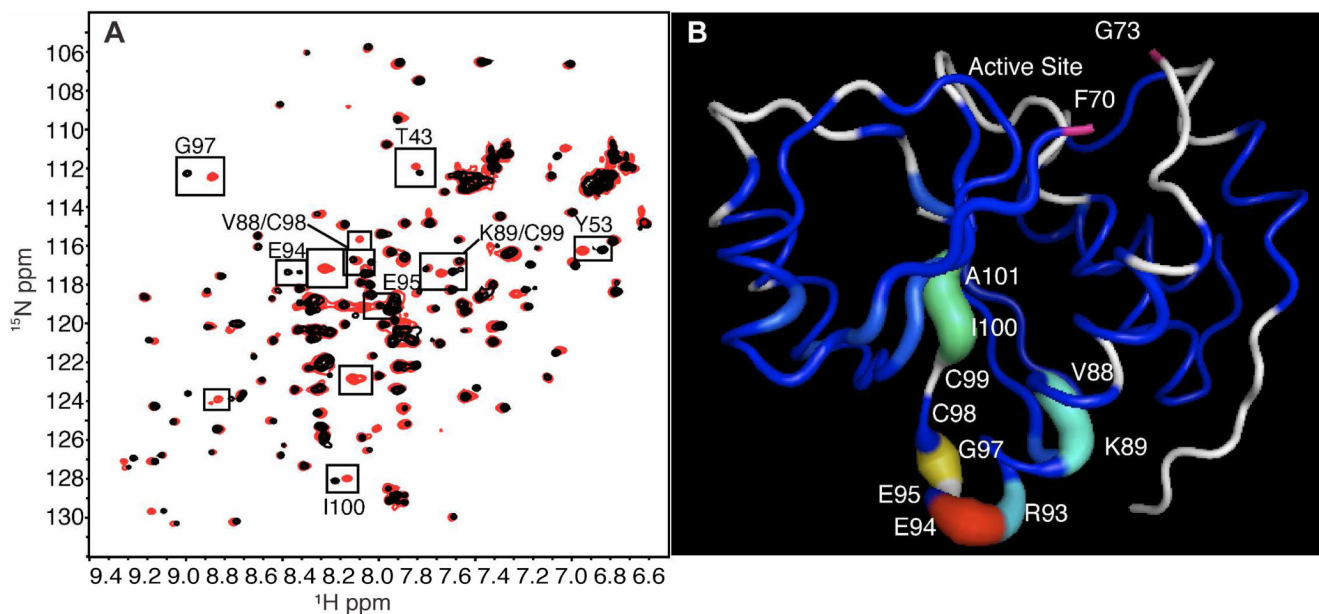 A
106
108
110
112
114
116
118
120
122
124
126
128
130
¹⁵N ppm
G97
T43
V88/C98
K89/C99
Y53
E94
E95
I100
9.4 9.2 9.0 8.8 8.6 8.4 8.2 8.0 7.8 7.6 7.4 7.2 7.0 6.8 6.6
¹H ppm
B
G73
Active Site
F70
A101
I100
V88
C99
C98
K89
G97
E95
R93
E94